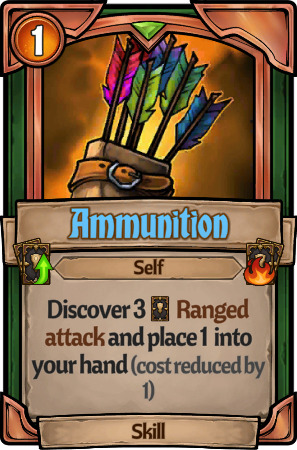 1
Ammunition
Self
Discover 3 Ranged
attack and place 1 into
your hand (cost reduced by
1)
Skill